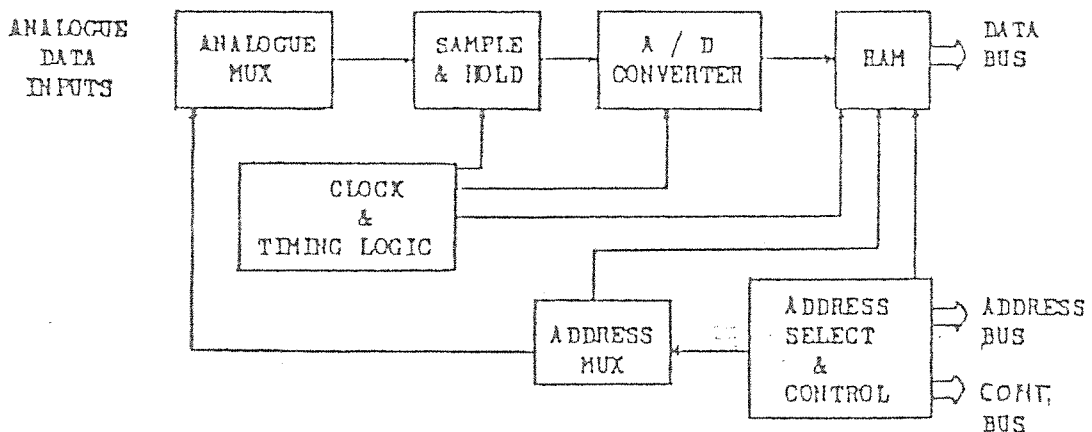 ANALOGUE
DATA
INPUTS
ANALOGUE
MUX
SAMPLE
& HOLD
A / D
CONVERTER
RAM
DATA
BUS
CLOCK
&
TIMING LOGIC
ADDRESS
MUX
ADDRESS
SELECT
&
CONTROL
ADDRESS
BUS
CONT.
BUS